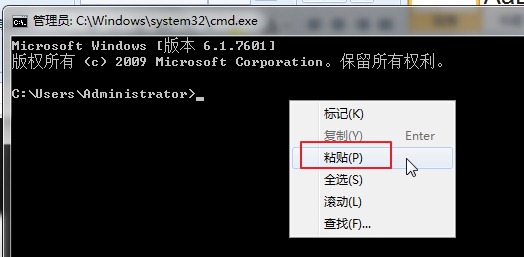 管理员: C:\Windows\system32\cmd.exe
Microsoft Windows [版本 6.1.7601]
版权所有 (c) 2009 Microsoft Corporation。保留所有权利。
C:\Users\Administrator>_
标记(K)
复制(Y) Enter
粘贴(P)
全选(S)
滚动(L)
查找(F)...